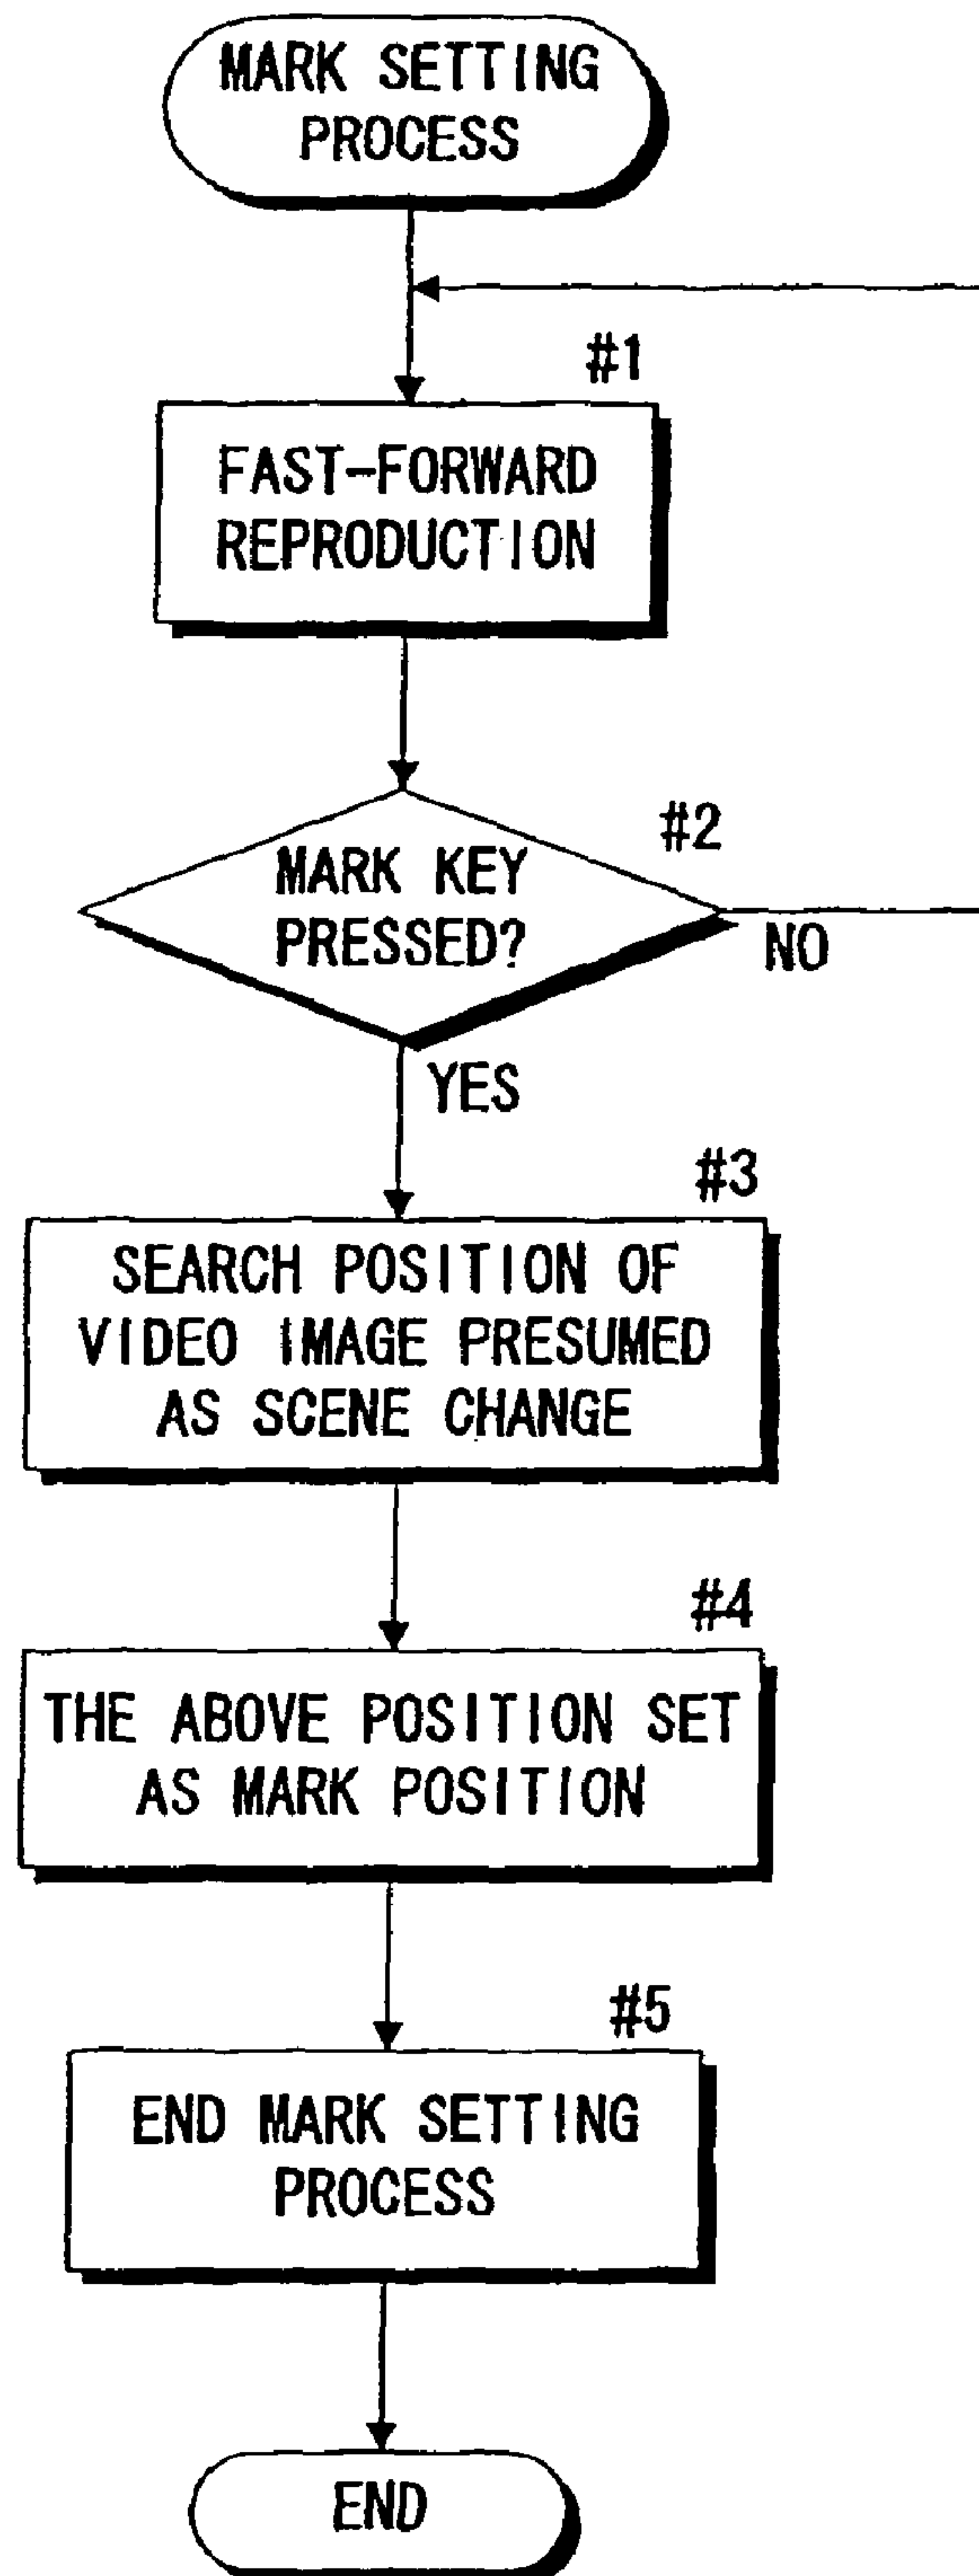 MARK SETTING
PROCESS
#1
FAST-FORWARD
REPRODUCTION
#2
MARK KEY
PRESSED?
NO
YES
#3
SEARCH POSITION OF
VIDEO IMAGE PRESUMED
AS SCENE CHANGE
#4
THE ABOVE POSITION SET
AS MARK POSITION
#5
END MARK SETTING
PROCESS
END